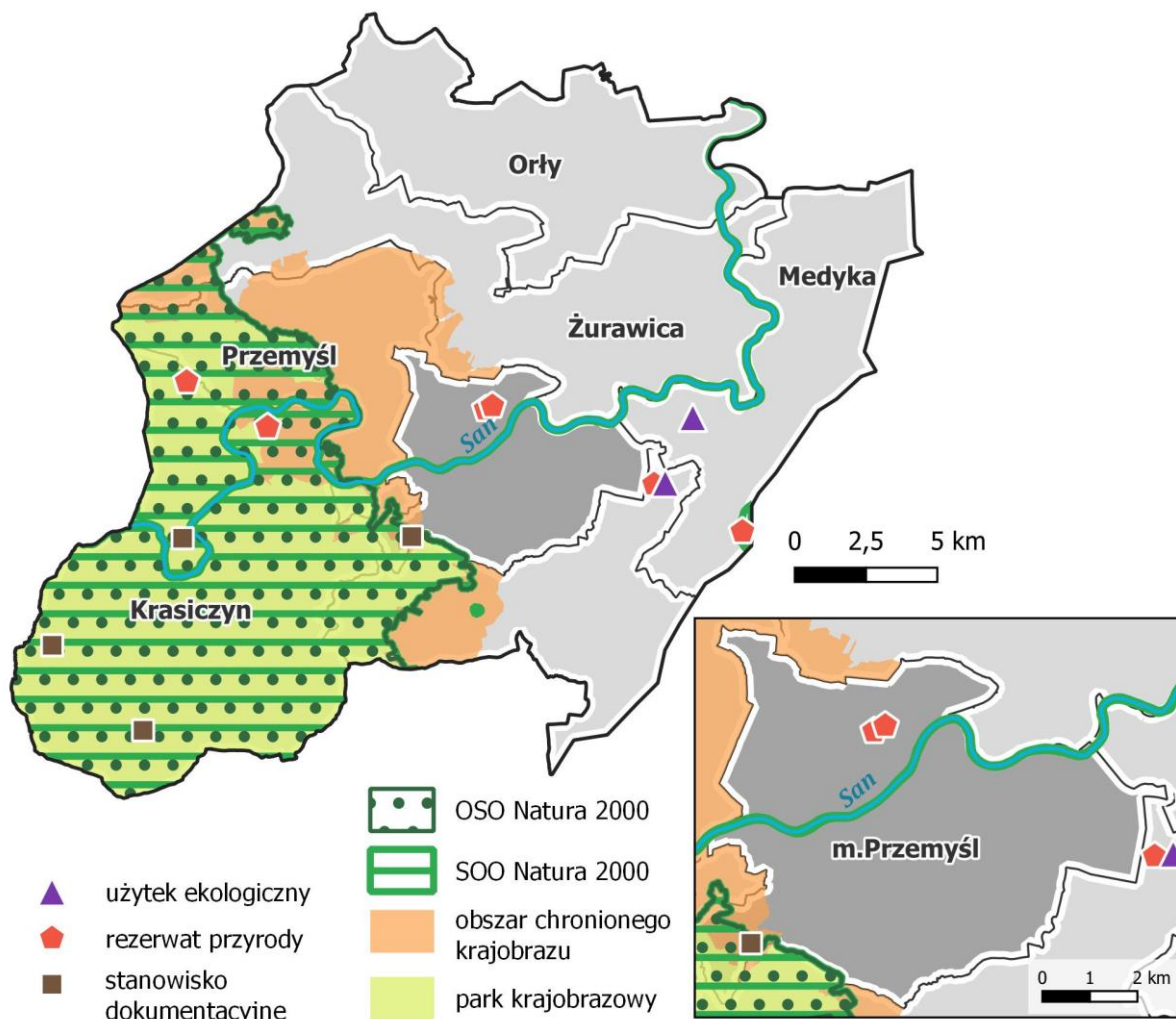 Orły
Medyka
Żurawica
Przemyśl
San
Krasiczyn
0 2,5 5 km
San
m.Przemyśl
0 1 2 km
OSO Natura 2000
SOO Natura 2000
obszar chronionego
krajobrazu
park krajobrazowy
użytek ekologiczny
rezerwat przyrody
stanowisko
dokumentacyjne